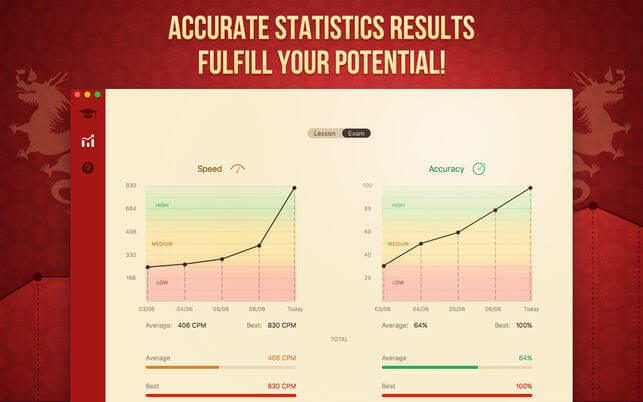 ACCURATE STATISTICS RESULTS
FULFILL YOUR POTENTIAL!
Lesson Exam
Speed
830
664
498
332
166
HIGH
MEDIUM
LOW
03/06 04/06 05/06 06/06 Today
Average: 406 CPM Best: 830 CPM
Accuracy
100
80
60
40
20
HIGH
MEDIUM
LOW
03/06 04/06 05/06 06/06 Today
Average: 64% Best: 100%
TOTAL
Average 406 CPM
Best 830 CPM
Average 64%
Best 100%